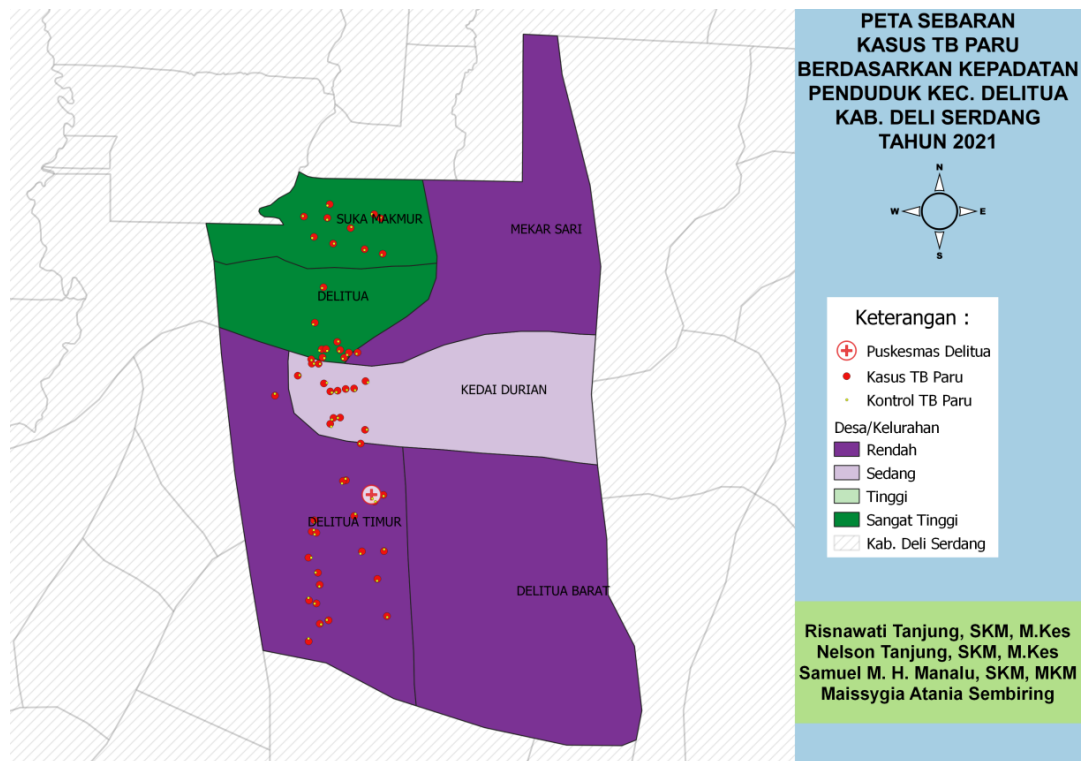 PETA SEBARAN
KASUS TB PARU
BERDASARKAN KEPADATAN
PENDUDUK KEC. DELITUA
KAB. DELI SERDANG
TAHUN 2021
N
W
E
S
SUKA MAKMUR
MEKAR SARI
DELITUA
KEDAI DURIAN
DELITUA TIMUR
DELITUA BARAT
Keterangan :
Puskesmas Delitua
Kasus TB Paru
Kontrol TB Paru
Desa/Kelurahan
Rendah
Sedang
Tinggi
Sangat Tinggi
Kab. Deli Serdang
Risnawati Tanjung, SKM, M.Kes
Nelson Tanjung, SKM, M.Kes
Samuel M. H. Manalu, SKM, MKM
Maissygia Atania Sembiring